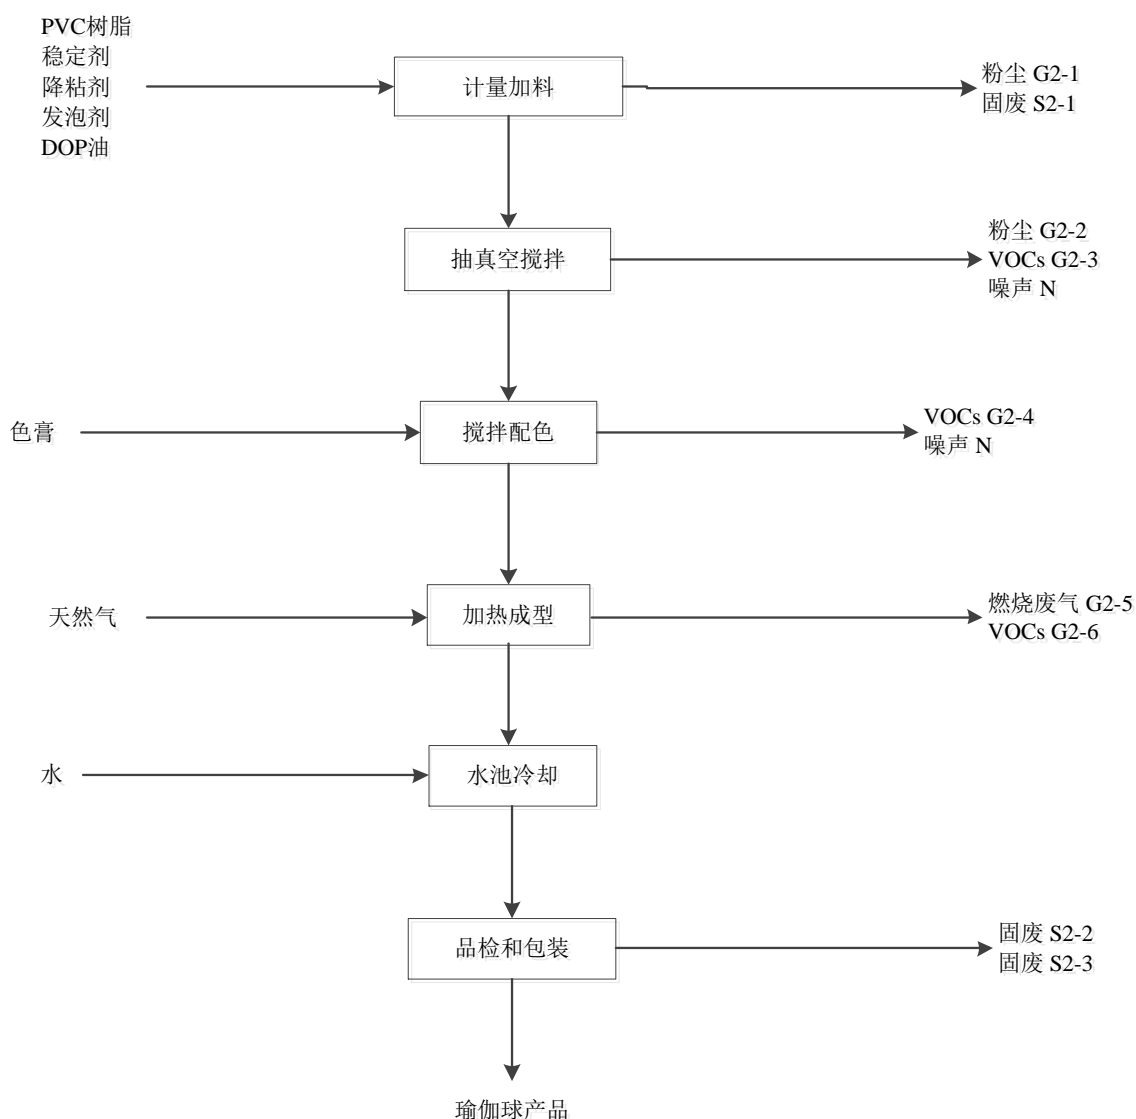 PVC树脂
稳定剂
降粘剂
发泡剂
DOP油
计量加料
粉尘 G2-1
固废 S2-1
抽真空搅拌
粉尘 G2-2
VOCs G2-3
噪声 N
色膏
搅拌配色
VOCs G2-4
噪声 N
天然气
加热成型
燃烧废气 G2-5
VOCs G2-6
水
水池冷却
品检和包装
固废 S2-2
固废 S2-3
瑜伽球产品